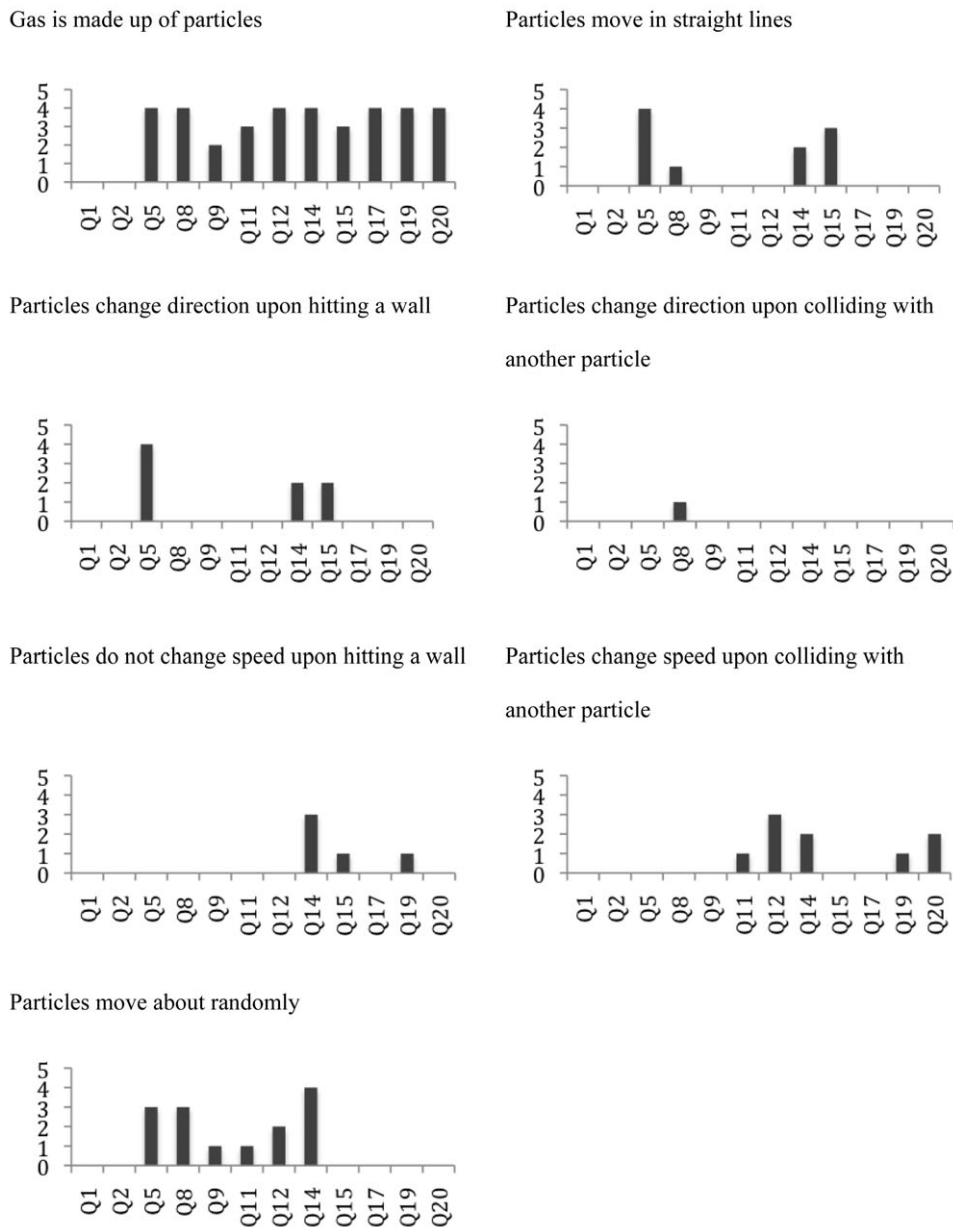 Gas is made up of particles
5
4
3
2
1
0
Q1 Q2 Q5 Q8 Q9 Q11 Q12 Q14 Q15 Q17 Q19 Q20
Particles move in straight lines
5
4
3
2
1
0
Q1 Q2 Q5 Q8 Q9 Q11 Q12 Q14 Q15 Q17 Q19 Q20
Particles change direction upon hitting a wall
5
4
3
2
1
0
Q1 Q2 Q5 Q8 Q9 Q11 Q12 Q14 Q15 Q17 Q19 Q20
Particles change direction upon colliding with
another particle
5
4
3
2
1
0
Q1 Q2 Q5 Q8 Q9 Q11 Q12 Q14 Q15 Q17 Q19 Q20
Particles do not change speed upon hitting a wall
5
4
3
2
1
0
Q1 Q2 Q5 Q8 Q9 Q11 Q12 Q14 Q15 Q17 Q19 Q20
Particles change speed upon colliding with
another particle
5
4
3
2
1
0
Q1 Q2 Q5 Q8 Q9 Q11 Q12 Q14 Q15 Q17 Q19 Q20
Particles move about randomly
5
4
3
2
1
0
Q1 Q2 Q5 Q8 Q9 Q11 Q12 Q14 Q15 Q17 Q19 Q20